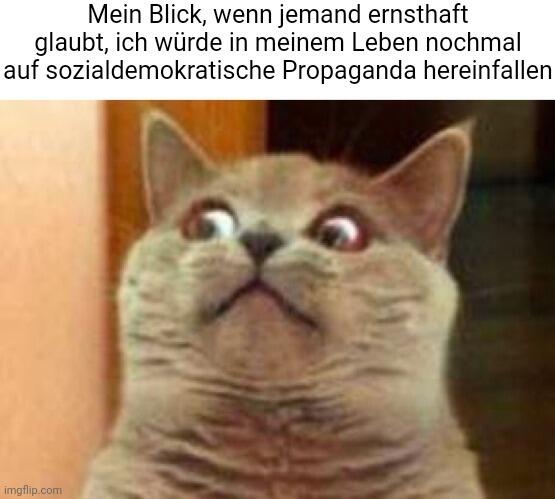 Mein Blick, wenn jemand ernsthaft
glaubt, ich würde in meinem Leben nochmal
auf sozialdemokratische Propaganda hereinfallen
imgflip.com